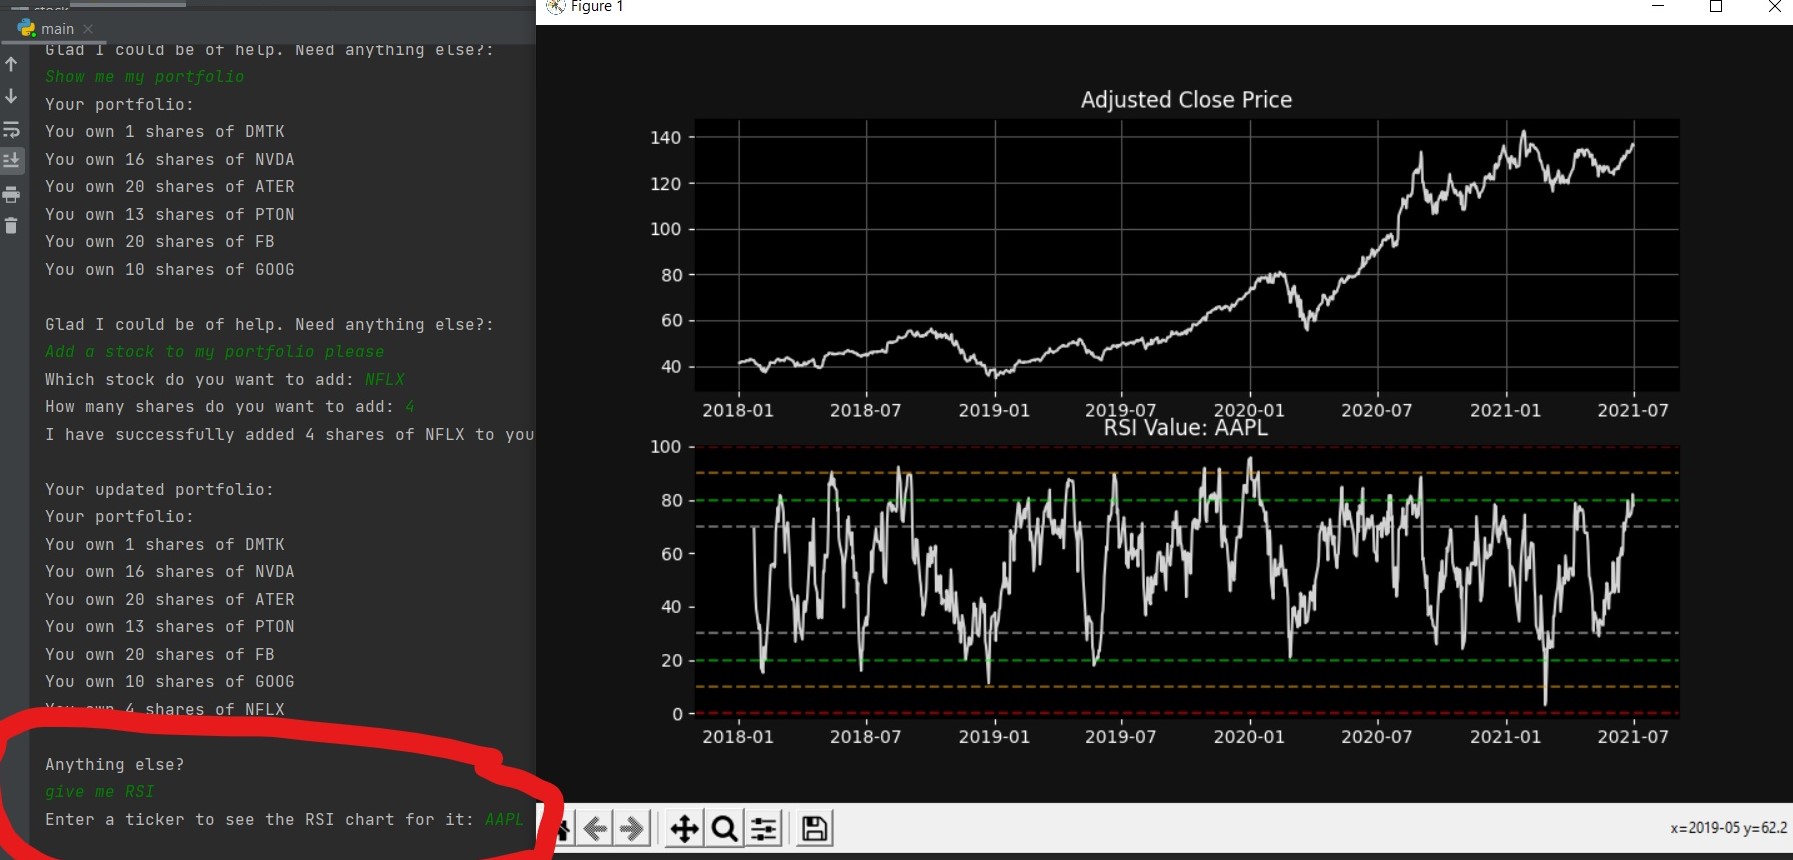 stock
main
Glad I could be of help. Need anything else?:
Show me my portfolio
Your portfolio:
You own 1 shares of DMTK
You own 16 shares of NVDA
You own 20 shares of ATER
You own 13 shares of PTON
You own 20 shares of FB
You own 10 shares of GOOG
Glad I could be of help. Need anything else?:
Add a stock to my portfolio please
Which stock do you want to add: NFLX
How many shares do you want to add: 4
I have successfully added 4 shares of NFLX to you
Your updated portfolio:
Your portfolio:
You own 1 shares of DMTK
You own 16 shares of NVDA
You own 20 shares of ATER
You own 13 shares of PTON
You own 20 shares of FB
You own 10 shares of GOOG
You own 4 shares of NFLX
Anything else?
give me RSI
Enter a ticker to see the RSI chart for it: AAPL
Figure 1
Adjusted Close Price
140
120
100
80
60
40
2018-01 2018-07 2019-01 2019-07 2020-01 2020-07 2021-01 2021-07
RSI Value: AAPL
100
80
60
40
20
0
2018-01 2018-07 2019-01 2019-07 2020-01 2020-07 2021-01 2021-07
x=2019-05 y=62.2